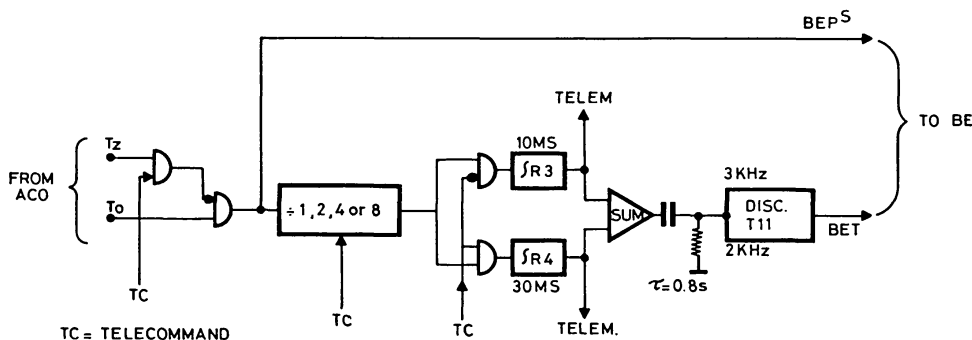 BEP S
TELEM
TO BE
FROM ACO
Tz
To
÷ 1, 2, 4 or 8
10MS
∫R3
∫R4
30MS
SUM
3KHz
DISC.
T11
2KHz
BET
τ=0.8s
TC
TC
TC
TELEM.
TC = TELECOMMAND